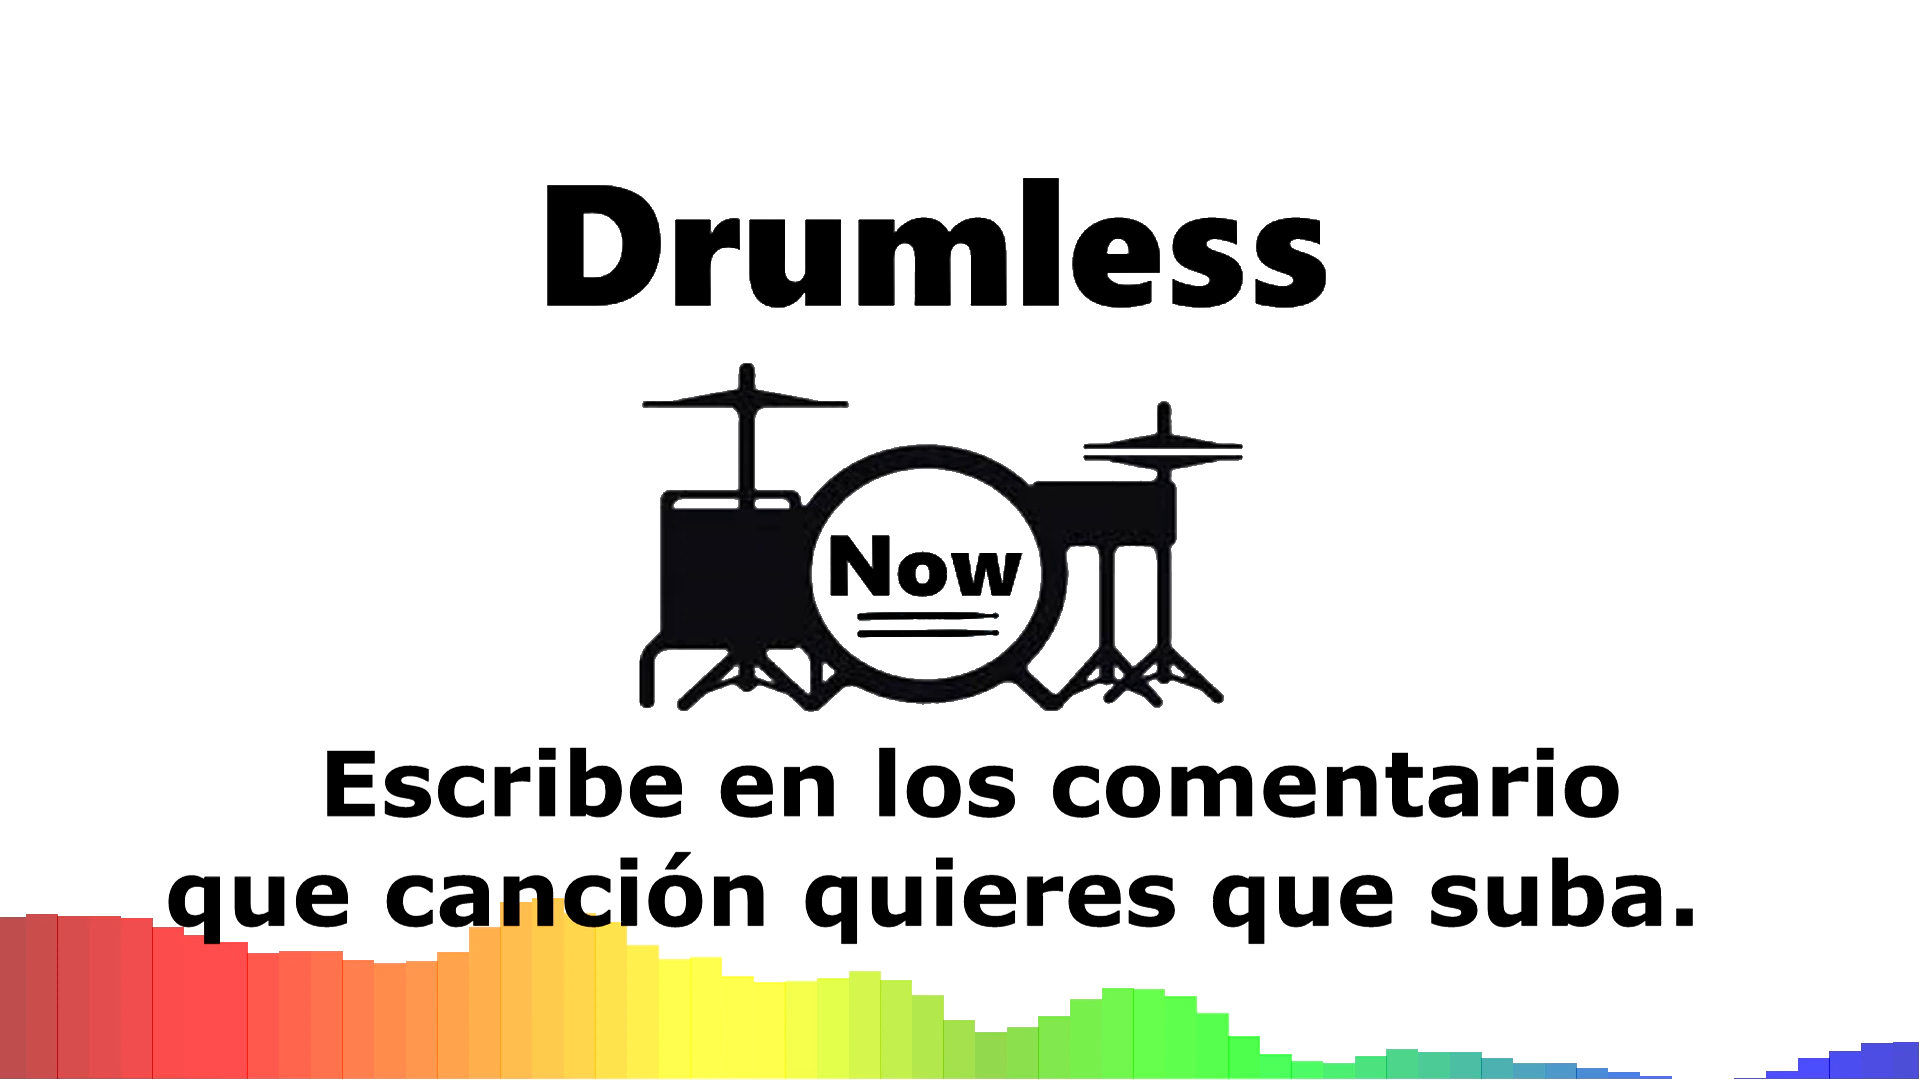 Drumless
Now
Escribe en los comentario
que canción quieres que suba.